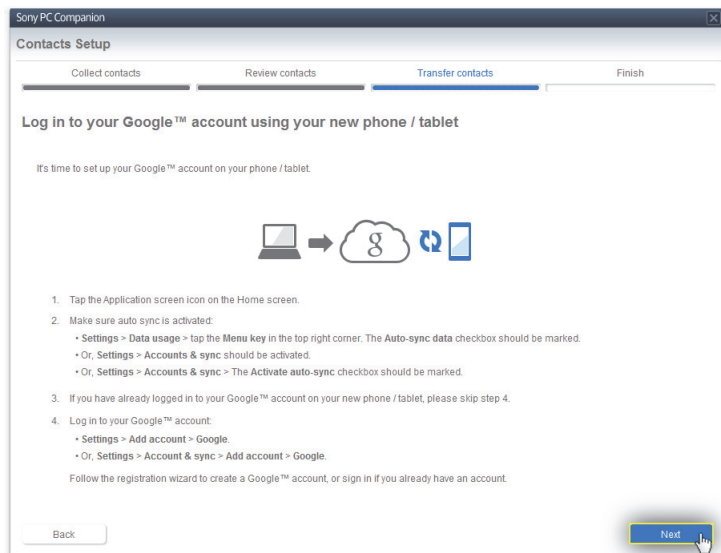 Sony PC Companion
Contacts Setup
Collect contacts Review contacts Transfer contacts Finish
Log in to your Google™ account using your new phone / tablet
It's time to set up your Google™ account on your phone / tablet.
g
1. Tap the Application screen icon on the Home screen.
2. Make sure auto sync is activated:
• Settings > Data usage > tap the Menu key in the top right corner. The Auto-sync data checkbox should be marked.
• Or, Settings > Accounts & sync should be activated.
• Or, Settings > Accounts & sync > The Activate auto-sync checkbox should be marked.
3. If you have already logged in to your Google™ account on your new phone / tablet, please skip step 4.
4. Log in to your Google™ account:
• Settings > Add account > Google.
• Or, Settings > Account & sync > Add account > Google.
Follow the registration wizard to create a Google™ account, or sign in if you already have an account.
Back Next